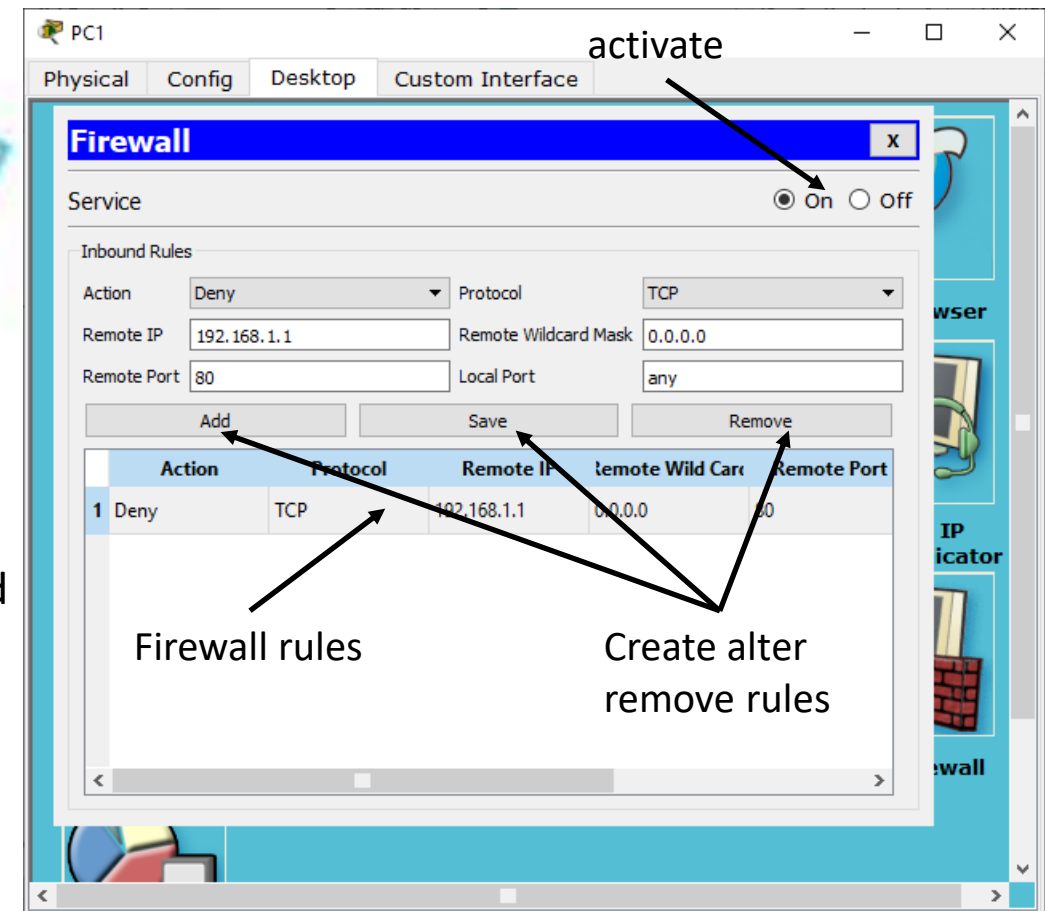 PC1
activate
Physical Config Desktop Custom Interface
Firewall x
Service On Off
Inbound Rules
Action Deny Protocol TCP
Remote IP 192.168.1.1 Remote Wildcard Mask 0.0.0.0
Remote Port 80 Local Port any
Add Save Remove
Action Protocol Remote IP Remote Wild Card Remote Port
1 Deny TCP 192.168.1.1 0.0.0.0 80
Firewall rules
Create alter
remove rules
wser
IP
icator
ewall
d